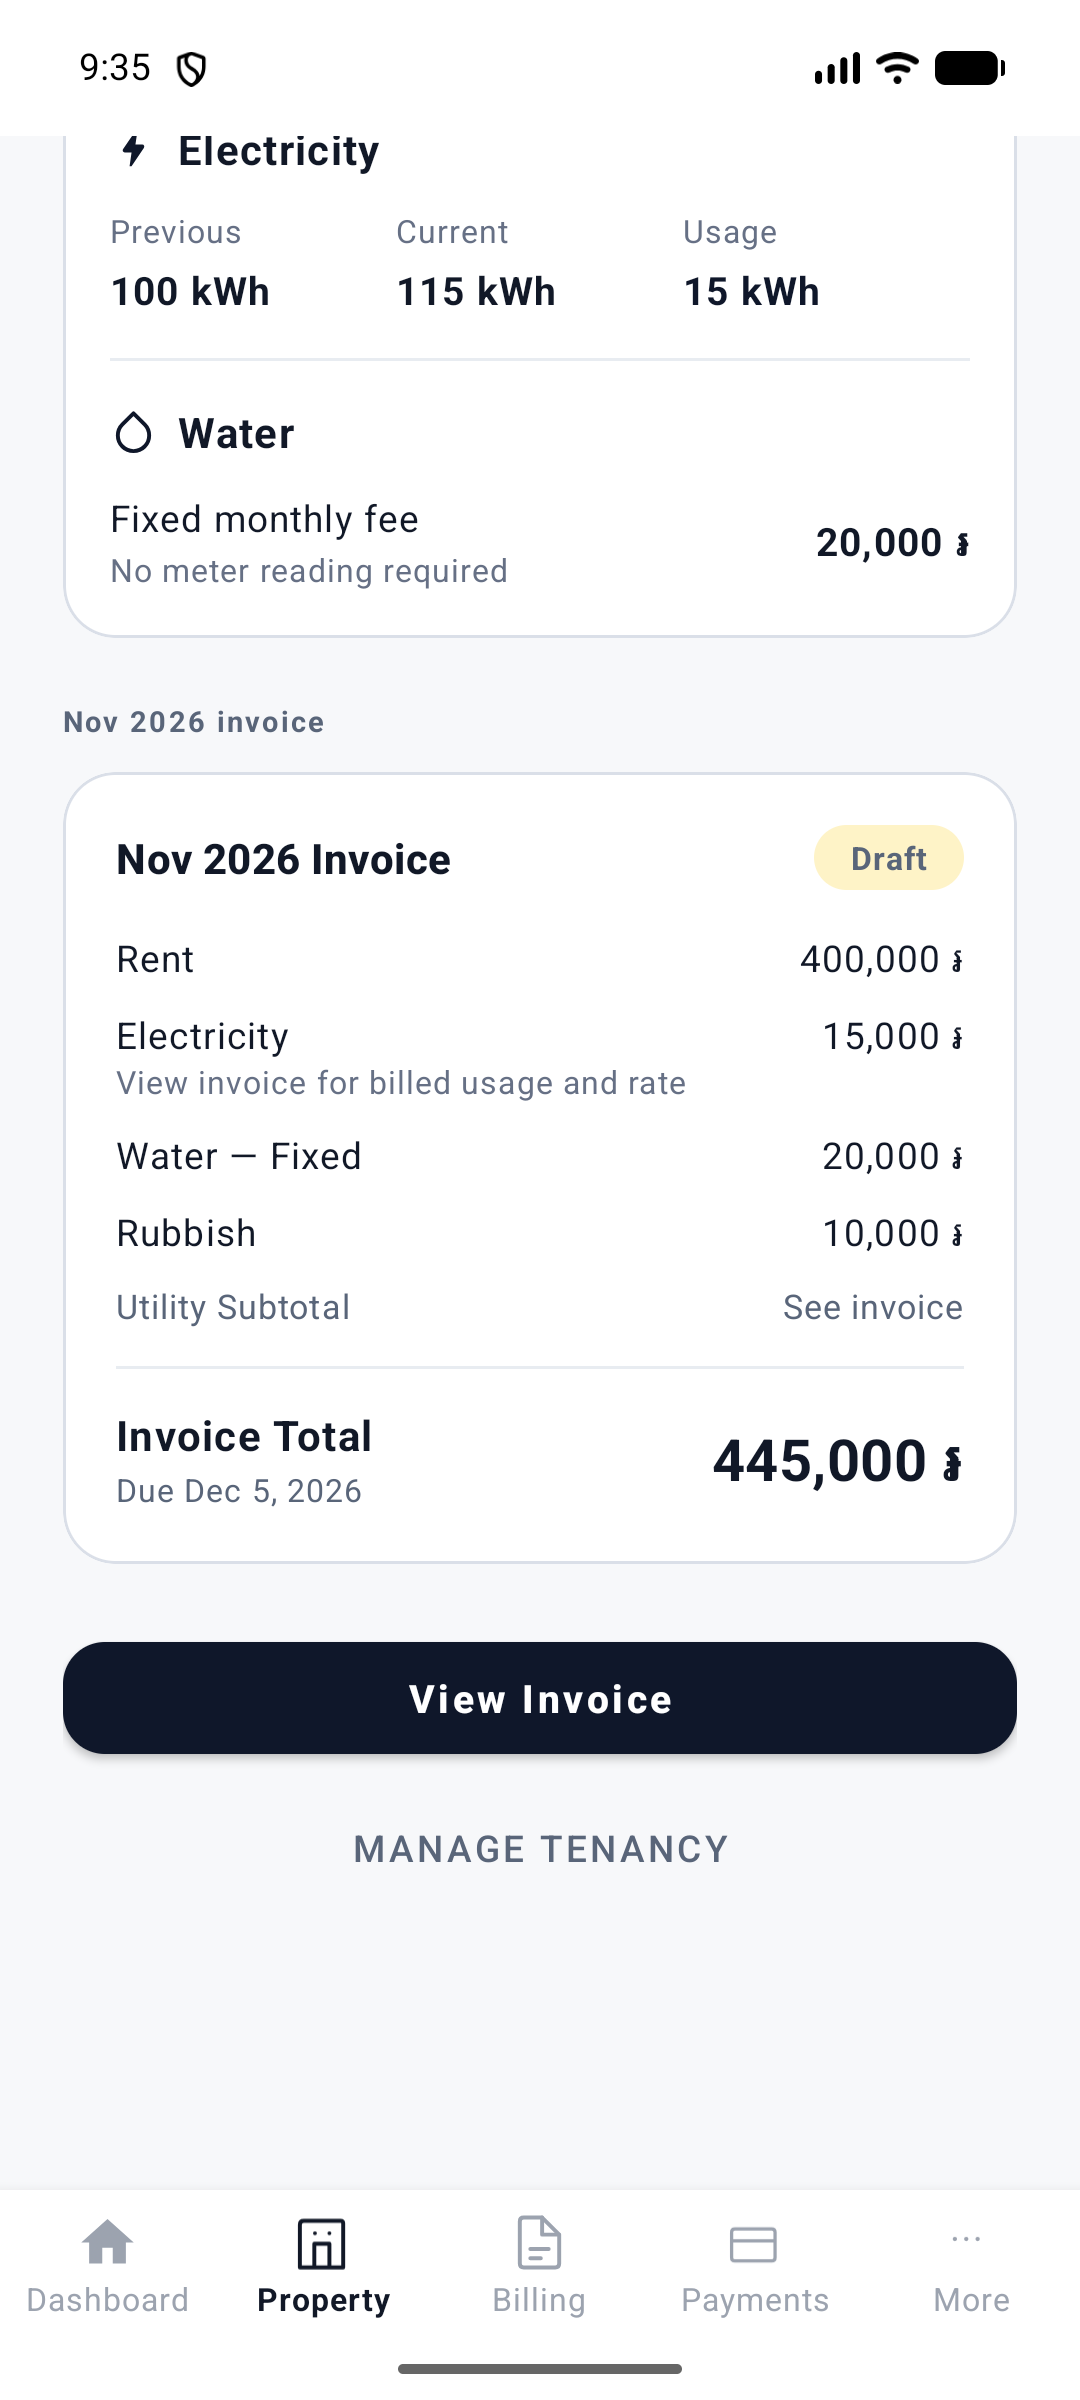 9:35
Electricity
Previous Current Usage
100 kWh 115 kWh 15 kWh
Water
Fixed monthly fee
20,000 ៛
No meter reading required
Nov 2026 invoice
Nov 2026 Invoice Draft
Rent 400,000 ៛
Electricity 15,000 ៛
View invoice for billed usage and rate
Water — Fixed 20,000 ៛
Rubbish 10,000 ៛
Utility Subtotal See invoice
Invoice Total
445,000 ៛
Due Dec 5, 2026
View Invoice
MANAGE TENANCY
Dashboard Property Billing Payments More